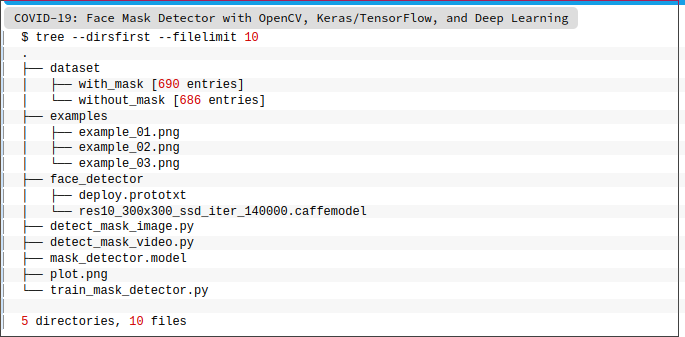 COVID-19: Face Mask Detector with OpenCV, Keras/TensorFlow, and Deep Learning
$ tree --dirsfirst --filelimit 10
.
├── dataset
│   ├── with_mask [690 entries]
│   └── without_mask [686 entries]
├── examples
│   ├── example_01.png
│   ├── example_02.png
│   └── example_03.png
├── face_detector
│   ├── deploy.prototxt
│   └── res10_300x300_ssd_iter_140000.caffemodel
├── detect_mask_image.py
├── detect_mask_video.py
├── mask_detector.model
├── plot.png
└── train_mask_detector.py
5 directories, 10 files